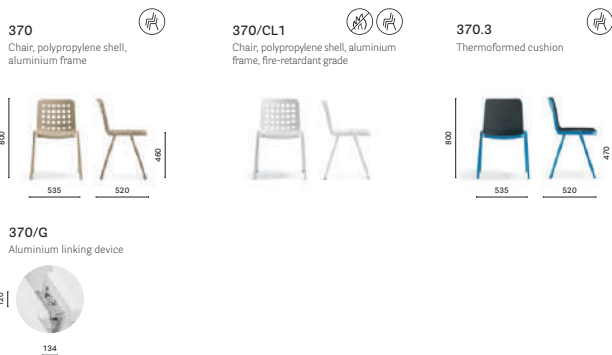 370
Chair, polypropylene shell,
aluminium frame
370/CL1
Chair, polypropylene shell, aluminium
frame, fire-retardant grade
370.3
Thermoformed cushion
800
460
535
520
800
470
535
520
370/G
Aluminium linking device
120
134